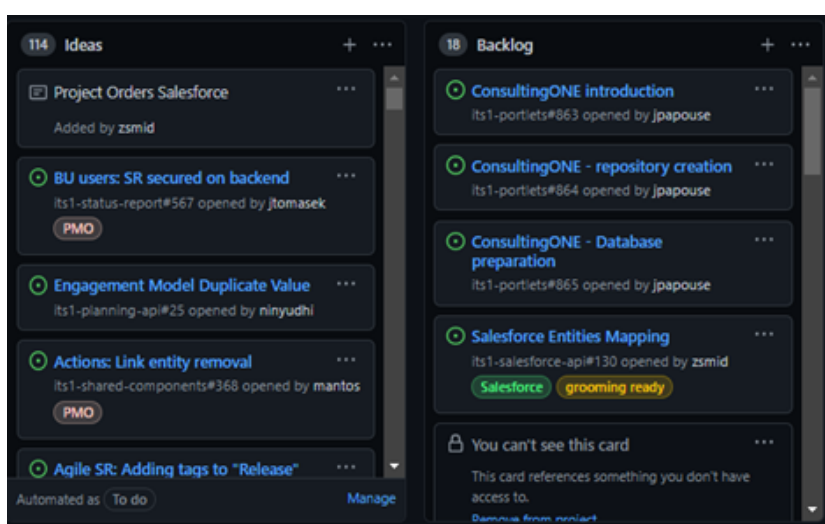 114 Ideas
Project Orders Salesforce
Added by zsmid
BU users: SR secured on backend
its1-status-report#567 opened by jtomasek
PMO
Engagement Model Duplicate Value
its1-planning-api#25 opened by ninyudhi
Actions: Link entity removal
its1-shared-components#368 opened by mantos
PMO
Agile SR: Adding tags to "Release"
Automated as To do
Manage
18 Backlog
ConsultingONE introduction
its1-portlets#863 opened by jpapouse
ConsultingONE - repository creation
its1-portlets#864 opened by jpapouse
ConsultingONE - Database
preparation
its1-portlets#865 opened by jpapouse
Salesforce Entities Mapping
its1-salesforce-api#130 opened by zsmid
Salesforce grooming ready
You can't see this card
This card references something you don't have
access to.
Remove from project